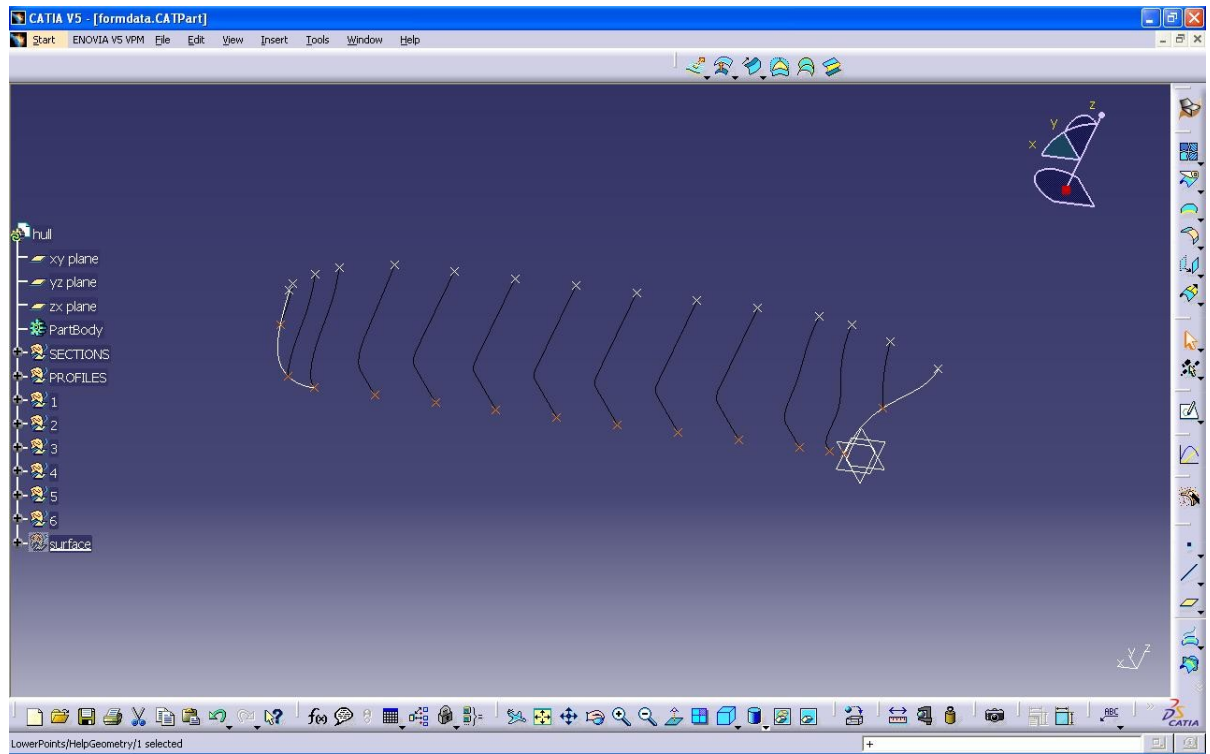 CATIA V5 - [formdata.CATPart]
Start ENOVIA V5 VPM File Edit View Insert Tools Window Help
z
y
x
hull
xy plane
yz plane
zx plane
PartBody
SECTIONS
PROFILES
1
2
3
4
5
6
surface
x y z
f(x)
ABC
CATIA
LowerPoints/HelpGeometry/1 selected